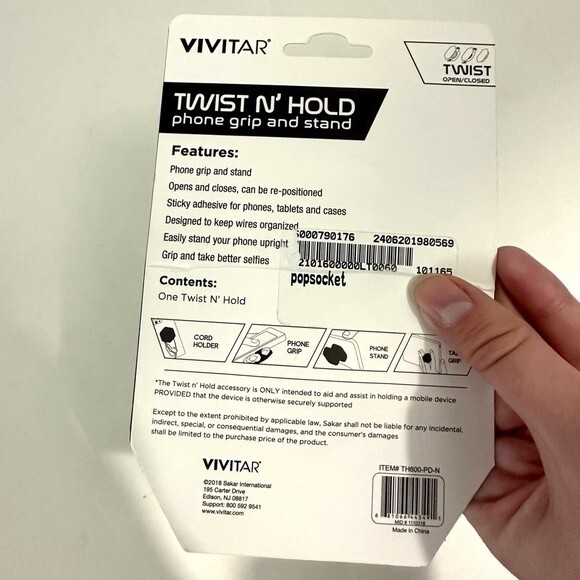 VIVITAR®
TWIST
OPEN/CLOSED
TWIST N' HOLD
phone grip and stand
Features:
Phone grip and stand
Opens and closes, can be re-positioned
Sticky adhesive for phones, tablets and cases
Designed to keep wires organized
Easily stand your phone upright
Grip and take better selfies
000790176 2406201980569
2101600000LT0060 101165
popsocket
Contents:
One Twist N' Hold
CORD
HOLDER
PHONE
GRIP
PHONE
STAND
GRIP
*The Twist n' Hold accessory is ONLY intended to aid and assist in holding a mobile device
PROVIDED that the device is otherwise securely supported
Except to the extent prohibited by applicable law, Sakar shall not be liable for any incidental,
indirect, special, or consequential damages, and the consumer's damages
shall be limited to the purchase price of the product.
VIVITAR®
©2018 Sakar International
195 Carter Drive
Edison, NJ 08817
Support: 800 592 9541
www.vivitar.com
ITEM# TH600-PD-N
MID # 1110318
Made in China